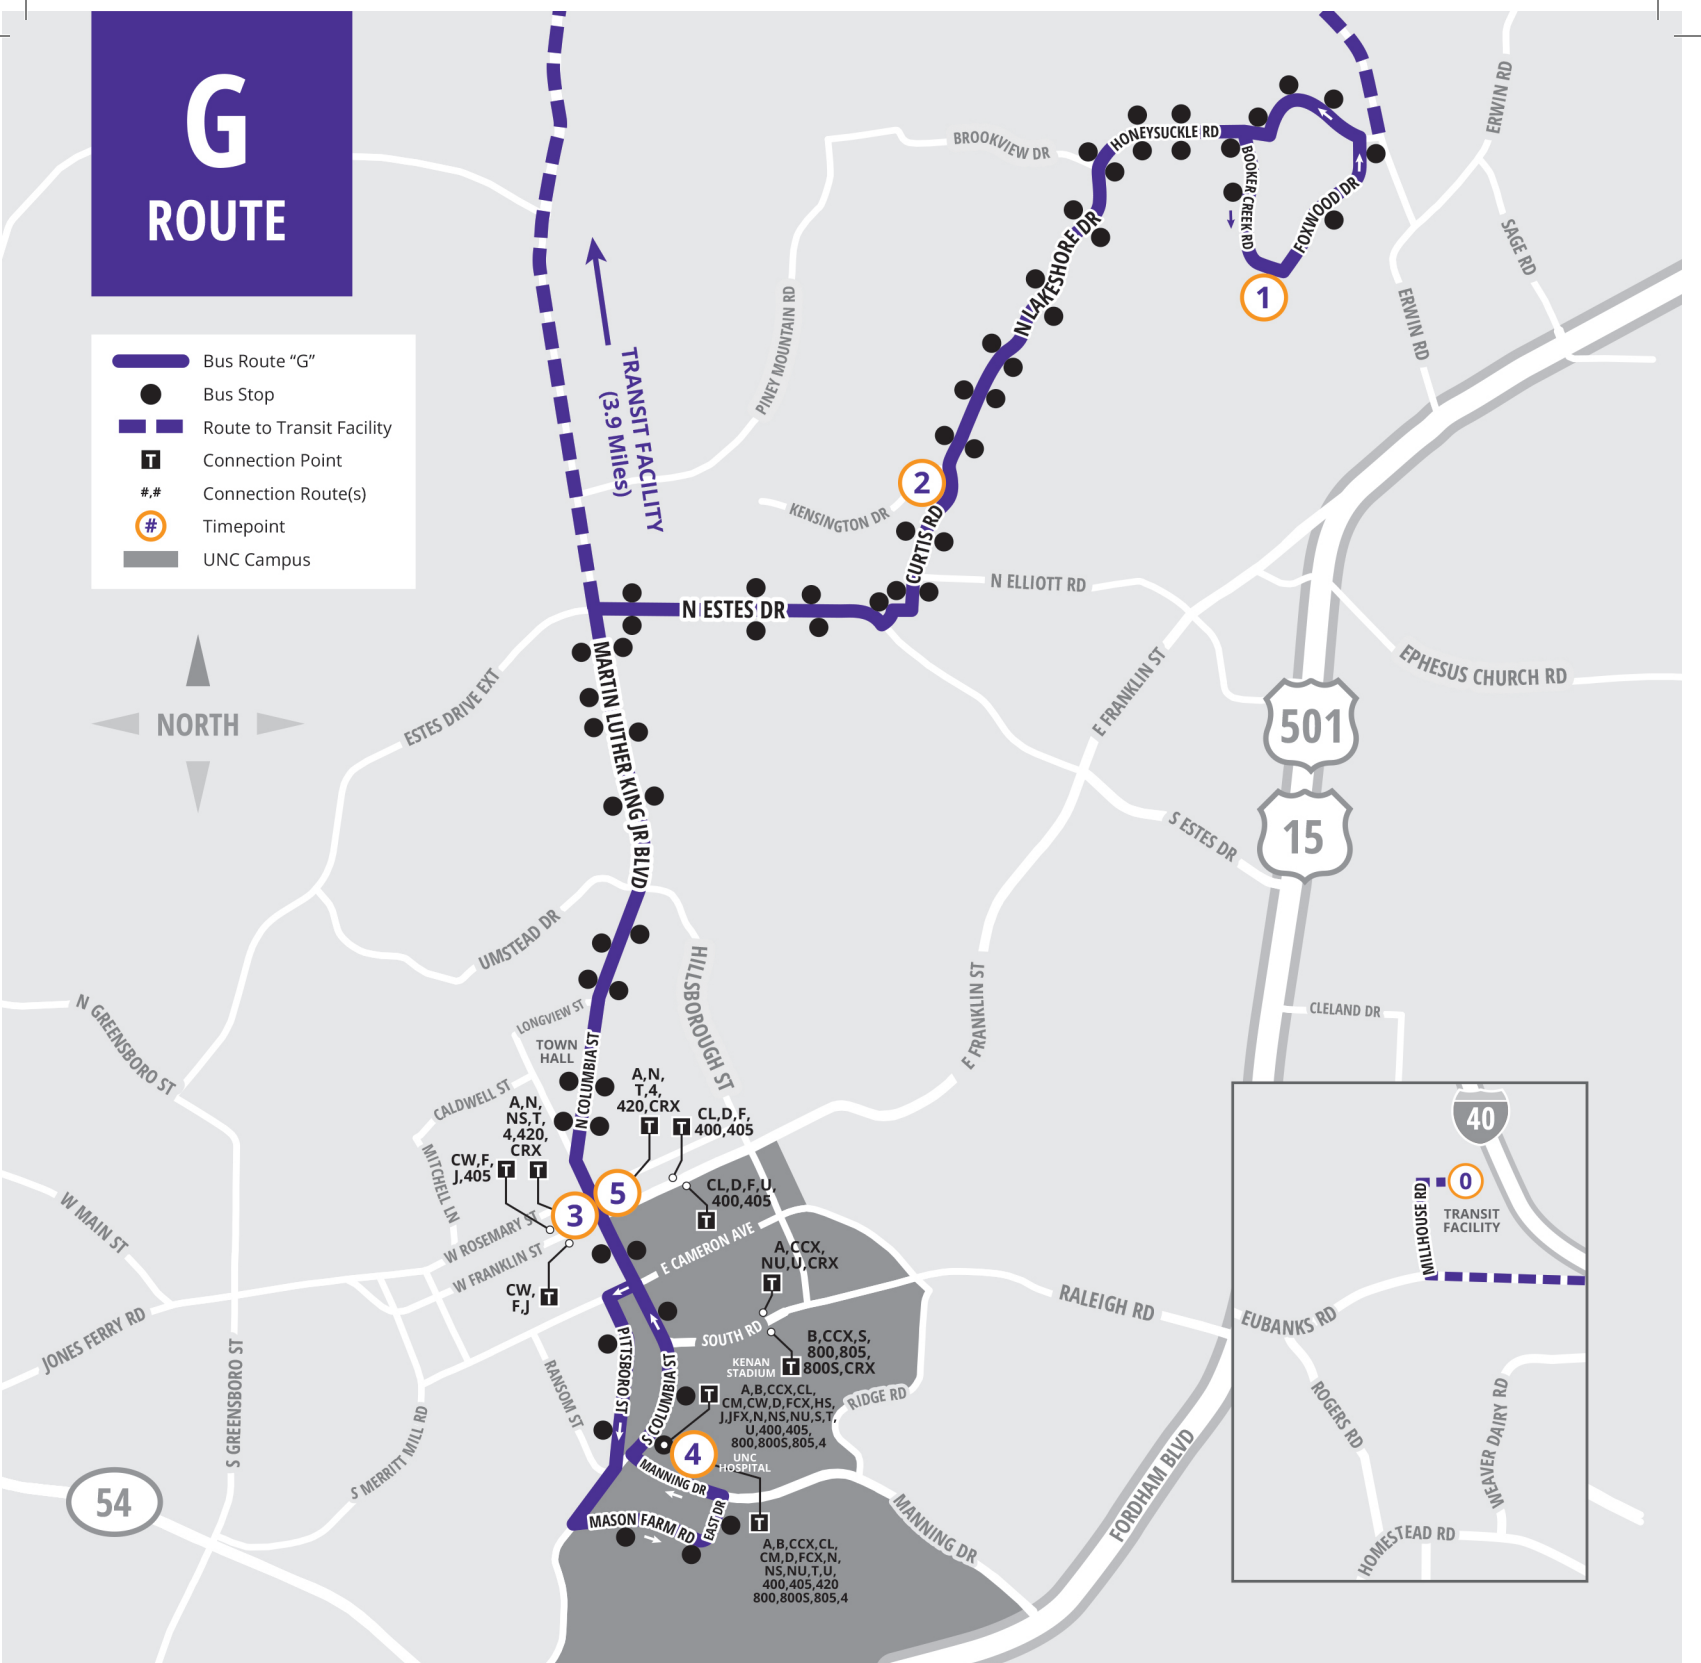 G
ROUTE
Bus Route “G”
Bus Stop
Route to Transit Facility
T
Connection Point
#,#
Connection Route(s)
#
Timepoint
UNC Campus
NORTH
TRANSIT FACILITY
(3.9 Miles)
BROOKVIEW DR
HONEYSUCKLE RD
BOOKER CREEK RD
FOXWOOD DR
ERWIN RD
SAGE RD
ERWIN RD
1
N LAKESHORE DR
PINEY MOUNTAIN RD
2
KENSINGTON DR
CURTIS RD
N ELLIOTT RD
N ESTES DR
ESTES DRIVE EXT
MARTIN LUTHER KING JR BLVD
E FRANKLIN ST
EPHESUS CHURCH RD
501
15
S ESTES DR
UMSTEAD DR
HILLSBOROUGH ST
E FRANKLIN ST
CLELAND DR
N GREENSBORO ST
LONGVIEW ST
TOWN
HALL
N COLUMBIA ST
CALDWELL ST
MITCHELL LN
A,N,
T,4,
420,CRX
T
CL,D,F,
400,405
T
A,N,
NS,T,
4,420,
CRX
T
CW,F,
J,405
T
5
3
CL,D,F,U,
400,405
T
W ROSEMARY ST
W FRANKLIN ST
CW,
F,J
T
E CAMERON AVE
A,CCX,
NU,U,CRX
T
W MAIN ST
JONES FERRY RD
S GREENSBORO ST
RALEIGH RD
SOUTH RD
B,CCX,S,
800,805,
800S,CRX
T
KENAN
STADIUM
PITTSBORO ST
S COLUMBIA ST
RANSOM ST
S MERRITT MILL RD
RIDGE RD
T
A,B,CCX,CL,
CM,CW,D,FCX,HS,
J,JFX,N,NS,NU,S,T,
U,400,405,
800,800S,805,4
4
UNC
HOSPITAL
MANNING DR
MASON FARM RD
EAST DR
T
A,B,CCX,CL,
CM,D,FCX,N,
NS,NU,T,U,
400,405,420
800,800S,805,4
MANNING DR
FORDHAM BLVD
54
40
0
TRANSIT
FACILITY
MILLHOUSE RD
EUBANKS RD
ROGERS RD
WEAVER DAIRY RD
HOMESTEAD RD